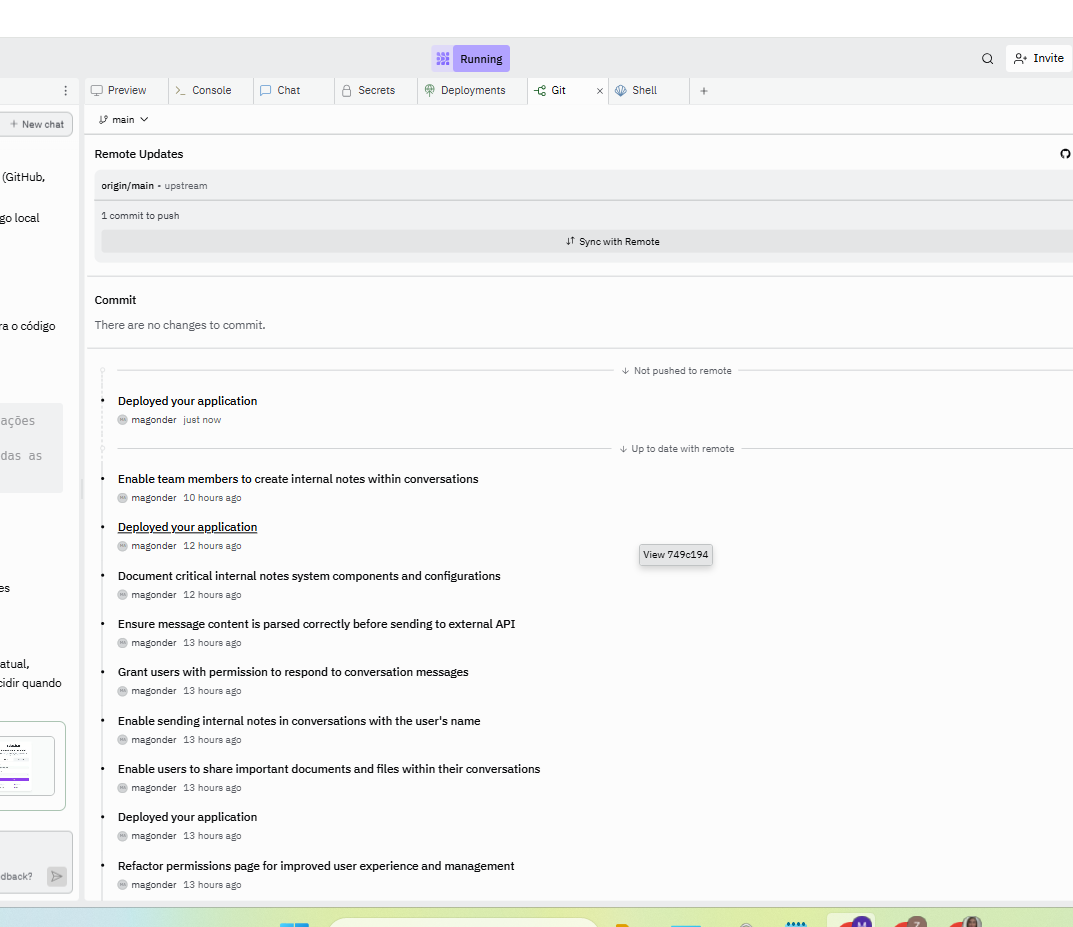 Running
Invite
Preview
Console
Chat
Secrets
Deployments
Git
Shell
New chat
main
Remote Updates
(GitHub,
origin/main • upstream
go local
1 commit to push
Sync with Remote
Commit
ra o código
There are no changes to commit.
Not pushed to remote
Deployed your application
ações
magonder just now
Up to date with remote
das as
Enable team members to create internal notes within conversations
magonder 10 hours ago
Deployed your application
magonder 12 hours ago
View 749c194
Document critical internal notes system components and configurations
es
magonder 12 hours ago
Ensure message content is parsed correctly before sending to external API
magonder 13 hours ago
atual,
Grant users with permission to respond to conversation messages
cidir quando
magonder 13 hours ago
Enable sending internal notes in conversations with the user's name
magonder 13 hours ago
Enable users to share important documents and files within their conversations
magonder 13 hours ago
Deployed your application
magonder 13 hours ago
Refactor permissions page for improved user experience and management
dback?
magonder 13 hours ago